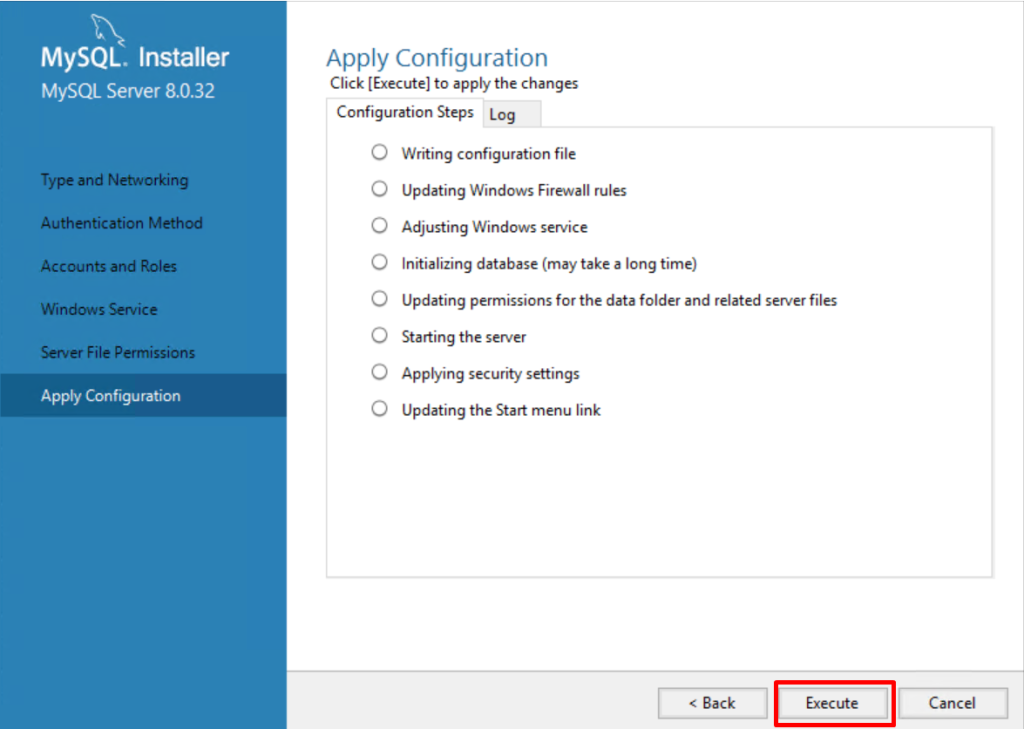 MySQL. Installer
MySQL Server 8.0.32
Type and Networking
Authentication Method
Accounts and Roles
Windows Service
Server File Permissions
Apply Configuration
Apply Configuration
Click [Execute] to apply the changes
Configuration Steps
Log
Writing configuration file
Updating Windows Firewall rules
Adjusting Windows service
Initializing database (may take a long time)
Updating permissions for the data folder and related server files
Starting the server
Applying security settings
Updating the Start menu link
< Back
Execute
Cancel